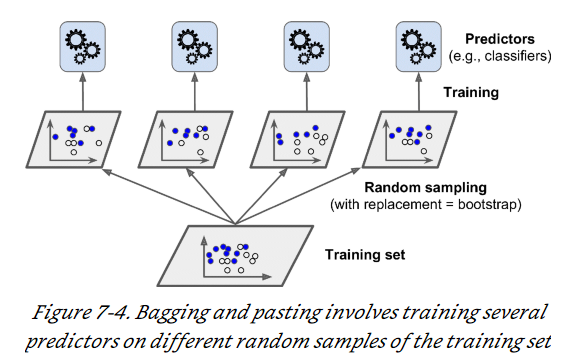 Predictors
(e.g., classifiers)
Training
Random sampling
(with replacement = bootstrap)
Training set
Figure 7-4. Bagging and pasting involves training several
predictors on different random samples of the training set